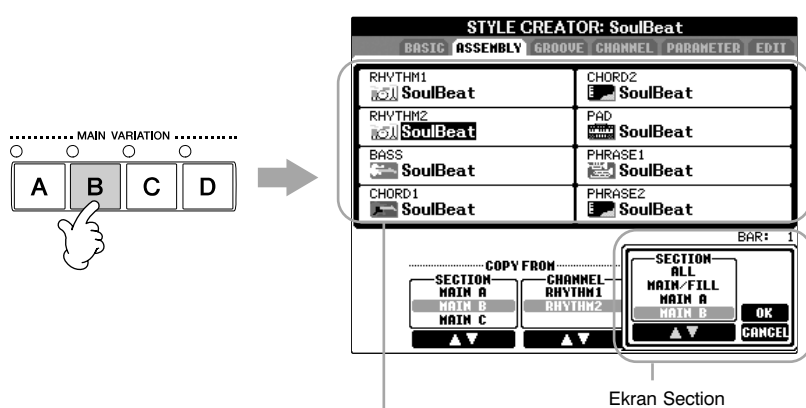 STYLE CREATOR: SoulBeat
BASIC ASSEMBLY GROOVE CHANNEL PARAMETER EDIT
RHYTHM1
SoulBeat
CHORD2
SoulBeat
RHYTHM2
SoulBeat
PAD
SoulBeat
BASS
SoulBeat
PHRASE1
SoulBeat
CHORD1
SoulBeat
PHRASE2
SoulBeat
MAIN VARIATION
A B C D
BAR: 1
COPY FROM
SECTION
MAIN A
MAIN B
MAIN C
CHANNEL
RHYTHM1
RHYTHM2
SECTION
ALL
MAIN/FILL
MAIN A
MAIN B
OK
CANCEL
Ekran Section